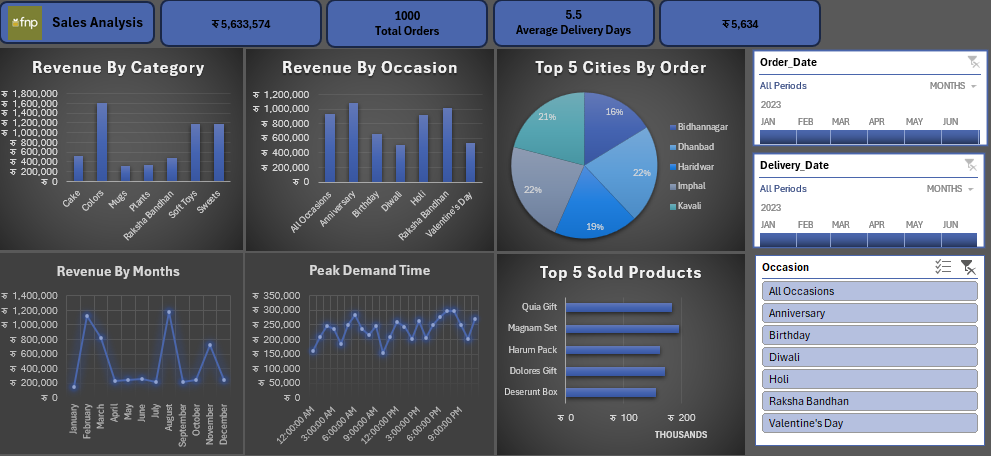 fnp
Sales Analysis
₹ 5,633,574
1000
Total Orders
5.5
Average Delivery Days
₹ 5,634
Revenue By Category
₹ 1,800,000
₹ 1,600,000
₹ 1,400,000
₹ 1,200,000
₹ 1,000,000
₹ 800,000
₹ 600,000
₹ 400,000
₹ 200,000
₹ 0
Cake
Colors
Mugs
Plants
Raksha Bandhan
Soft Toys
Sweets
Revenue By Occasion
₹ 1,200,000
₹ 1,000,000
₹ 800,000
₹ 600,000
₹ 400,000
₹ 200,000
₹ 0
All Occasions
Anniversary
Birthday
Diwali
Holi
Raksha Bandhan
Valentine's Day
Top 5 Cities By Order
21%
16%
22%
22%
19%
Bidhannagar
Dhanbad
Haridwar
Imphal
Kavali
Order_Date
All Periods MONTHS
2023
JAN FEB MAR APR MAY JUN
Delivery_Date
All Periods MONTHS
2023
JAN FEB MAR APR MAY JUN
Revenue By Months
₹ 1,400,000
₹ 1,200,000
₹ 1,000,000
₹ 800,000
₹ 600,000
₹ 400,000
₹ 200,000
₹ 0
January
February
March
April
May
June
July
August
September
October
November
December
Peak Demand Time
₹ 350,000
₹ 300,000
₹ 250,000
₹ 200,000
₹ 150,000
₹ 100,000
₹ 50,000
₹ 0
12:00:00 AM
3:00:00 AM
6:00:00 AM
9:00:00 AM
12:00:00 PM
3:00:00 PM
6:00:00 PM
9:00:00 PM
Top 5 Sold Products
Quia Gift
Magnam Set
Harum Pack
Dolores Gift
Deserunt Box
₹ 0 ₹ 100 ₹ 200
THOUSANDS
Occasion
All Occasions
Anniversary
Birthday
Diwali
Holi
Raksha Bandhan
Valentine's Day